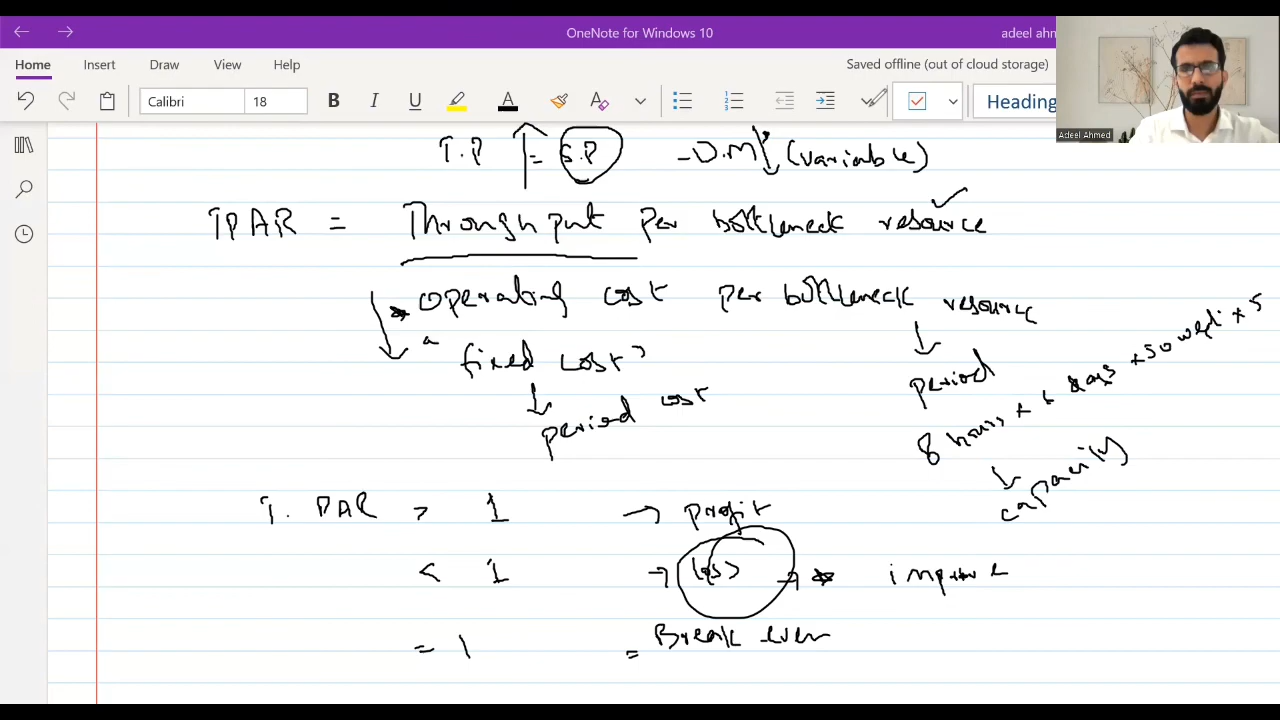 OneNote for Windows 10
adeel ahm
Home Insert Draw View Help
Saved offline (out of cloud storage)
Calibri 18 B I U A Heading
Adeel Ahmed
T.P = S.P - D.M (variable)
TPAR = Throughput per bottleneck resource
operating cost per bottleneck resource
fixed cost
period cost
period
8 hours * 6 days * 50 week * 5
capacity
T. PAR > 1 → profit
< 1 → loss → improve
= 1 = Break even